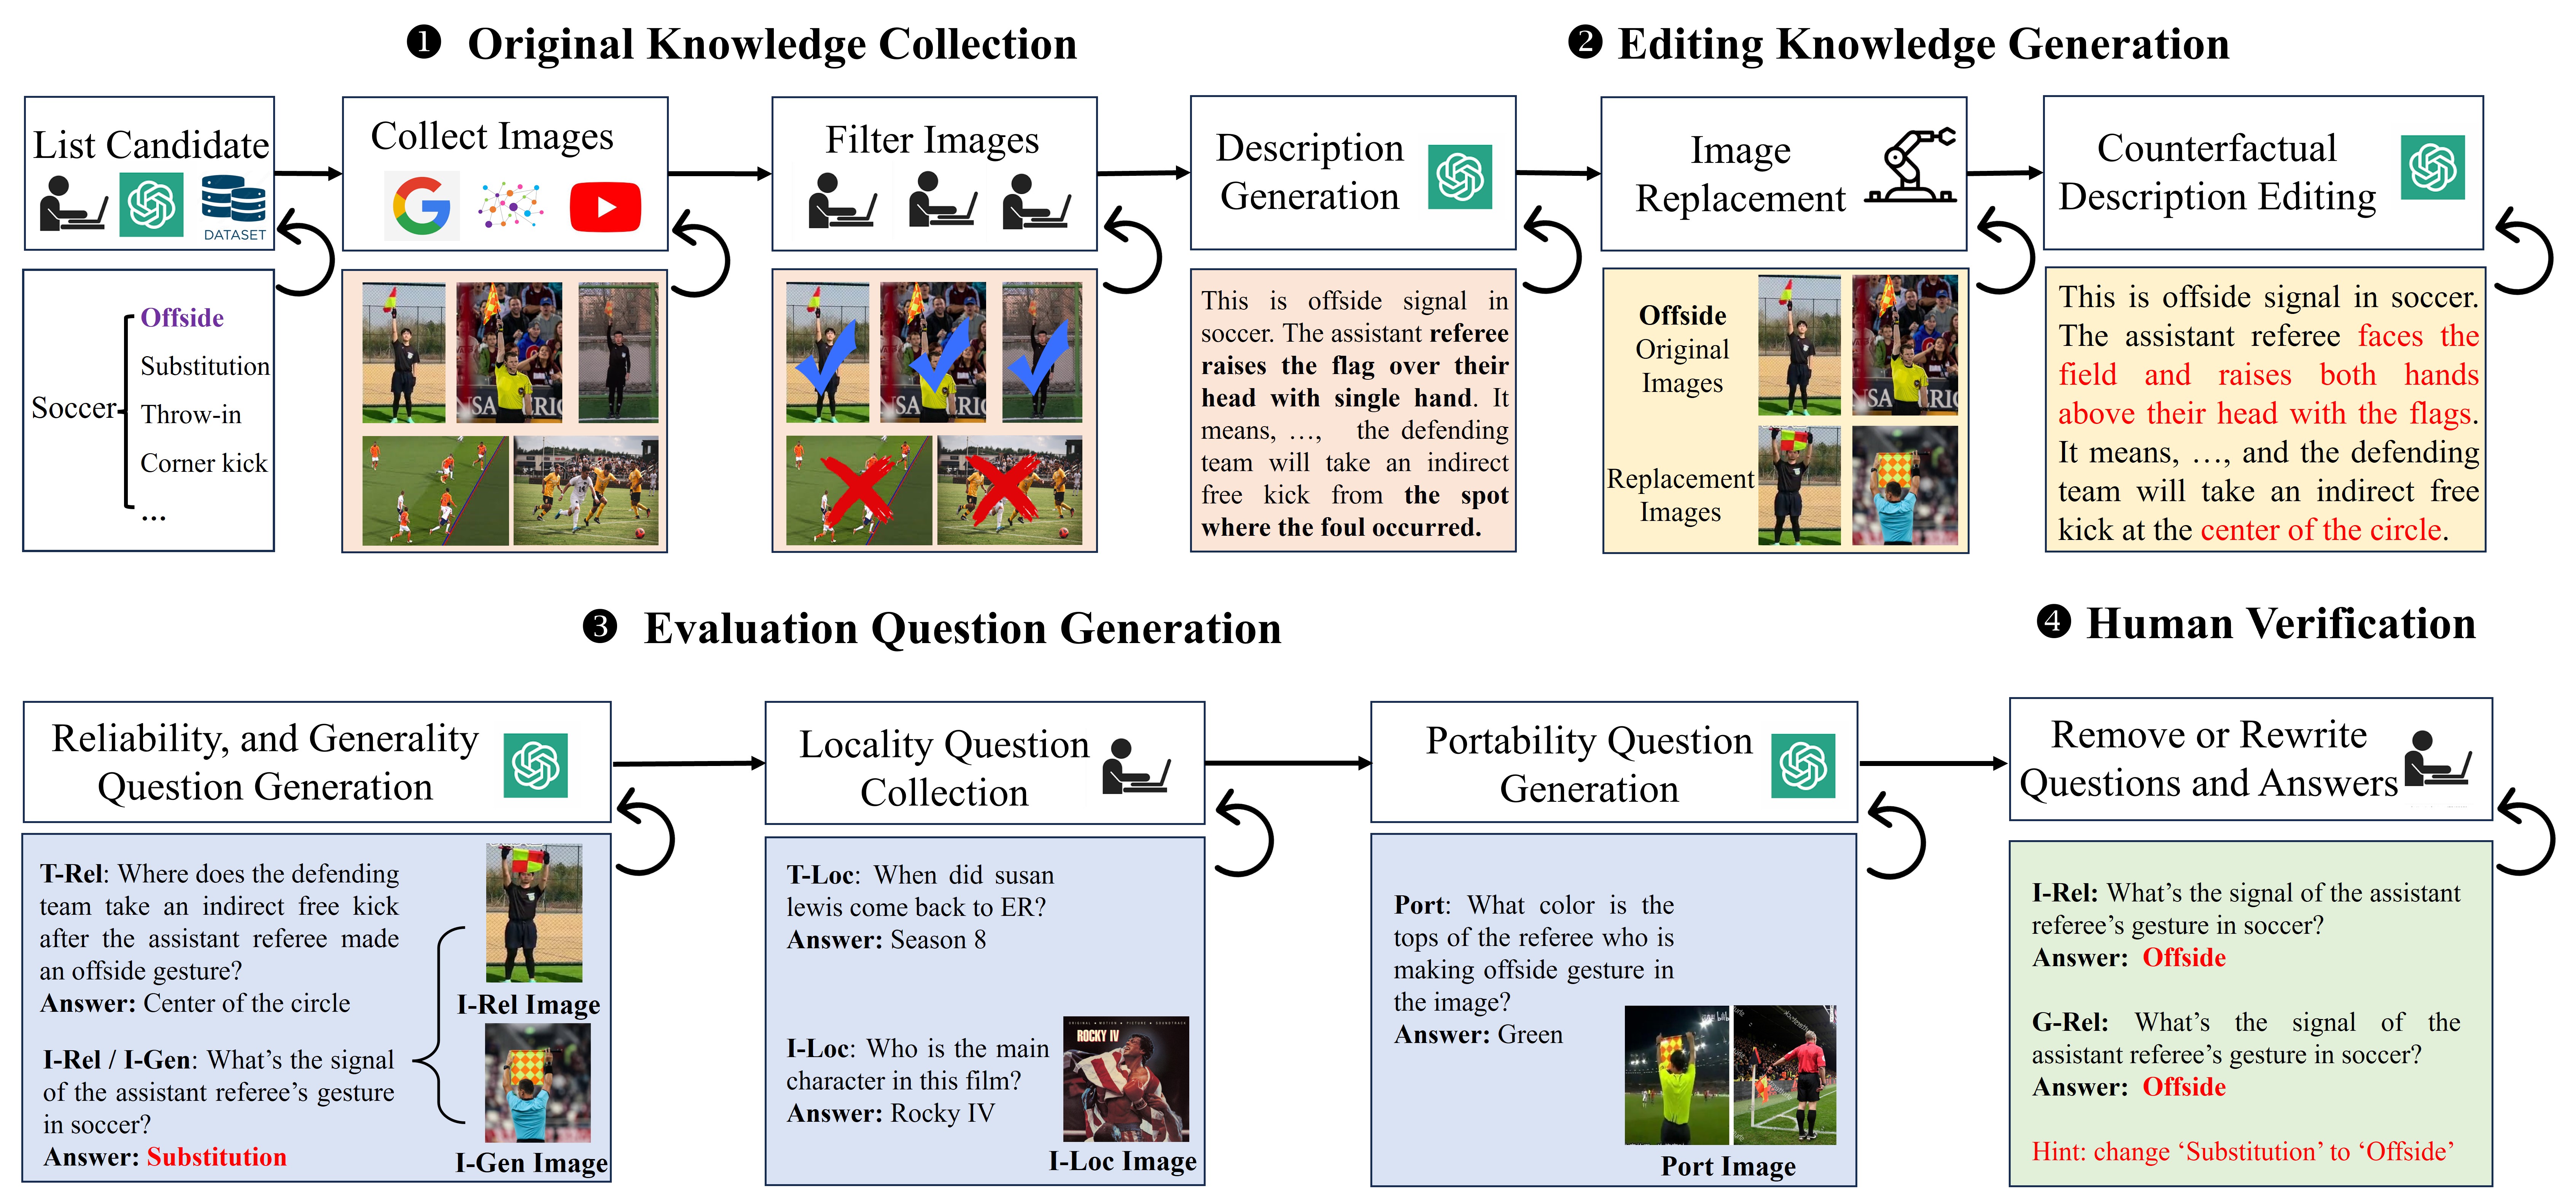 ❶ Original Knowledge Collection
❷ Editing Knowledge Generation
List Candidate
DATASET
Collect Images
Filter Images
Description
Generation
Image
Replacement
Counterfactual
Description Editing
Soccer
Offside
Substitution
Throw-in
Corner kick
...
This is offside signal in
soccer. The assistant referee
raises the flag over their
head with single hand. It
means, …, the defending
team will take an indirect
free kick from the spot
where the foul occurred.
Offside
Original
Images
Replacement
Images
This is offside signal in soccer.
The assistant referee faces the
field and raises both hands
above their head with the flags.
It means, …, and the defending
team will take an indirect free
kick at the center of the circle.
❸ Evaluation Question Generation
❹ Human Verification
Reliability, and Generality
Question Generation
Locality Question
Collection
Portability Question
Generation
Remove or Rewrite
Questions and Answers
T-Rel: Where does the defending
team take an indirect free kick
after the assistant referee made
an offside gesture?
Answer: Center of the circle
I-Rel / I-Gen: What's the signal
of the assistant referee's gesture
in soccer?
Answer: Substitution
I-Rel Image
I-Gen Image
T-Loc: When did susan
lewis come back to ER?
Answer: Season 8
I-Loc: Who is the main
character in this film?
Answer: Rocky IV
ROCKY IV
I-Loc Image
Port: What color is the
tops of the referee who is
making offside gesture in
the image?
Answer: Green
Port Image
I-Rel: What's the signal of the assistant
referee's gesture in soccer?
Answer: Offside
G-Rel: What's the signal of the
assistant referee's gesture in soccer?
Answer: Offside
Hint: change 'Substitution' to 'Offside'